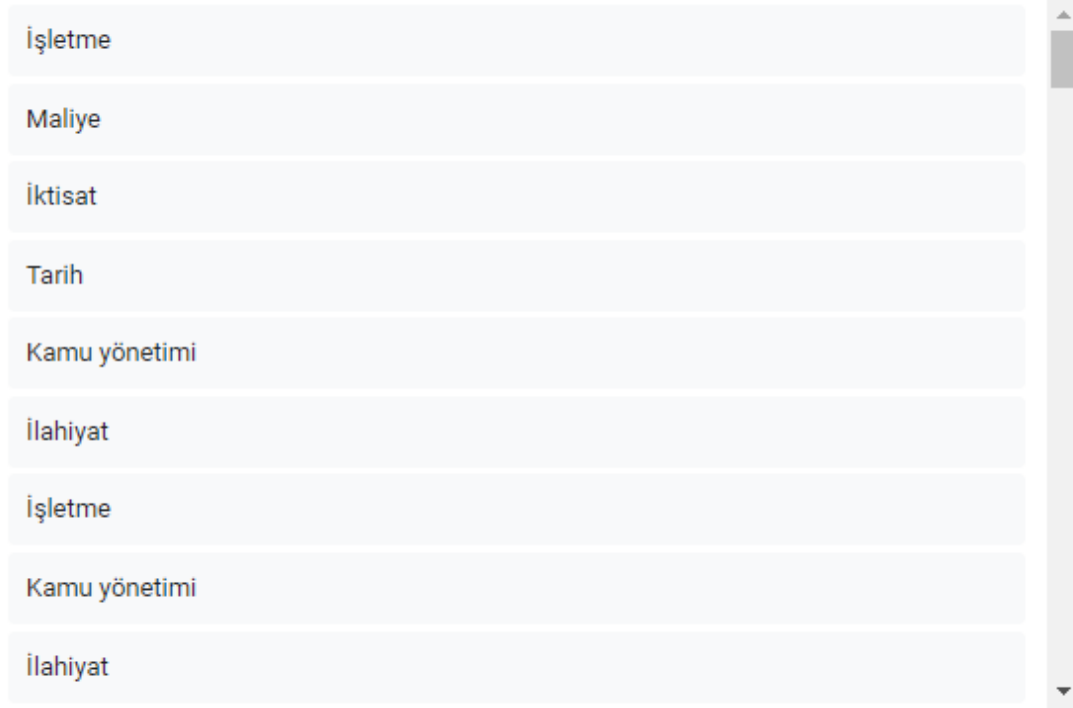 İşletme
Maliye
İktisat
Tarih
Kamu yönetimi
İlahiyat
İşletme
Kamu yönetimi
İlahiyat